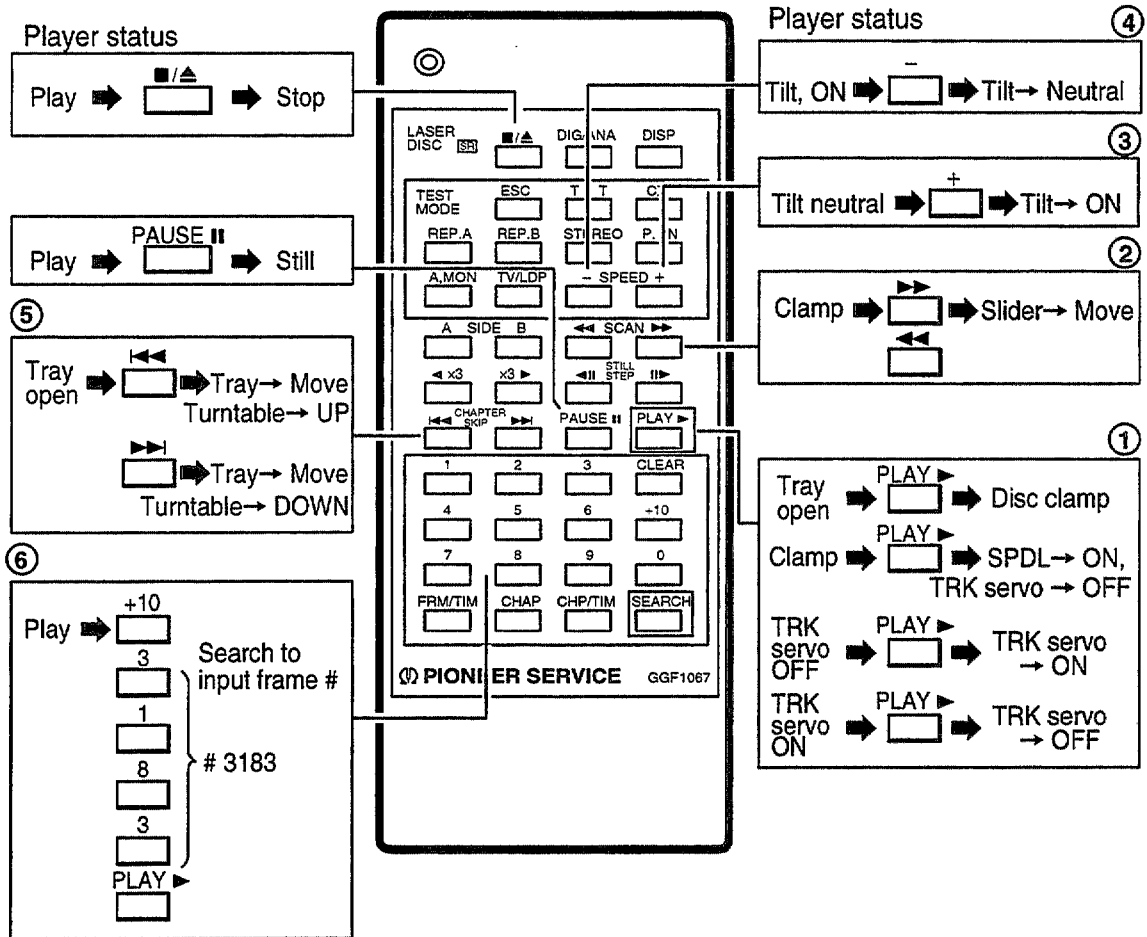 Player status
■/▲
Play ➡ ➡ Stop
PAUSE II
Play ➡ ➡ Still
⑤
Tray open ➡ |◀◀ ➡ Tray→ Move
Turntable→ UP
▶▶| ➡ Tray→ Move
Turntable→ DOWN
⑥
Play ➡ +10
3
1
8
3
PLAY ▶
Search to
input frame #
# 3183
LASER
DISC SR
■/▲ DIG/ANA DISP
TEST
MODE
ESC
REP.A REP.B STEREO
A,MON TV/LDP − SPEED +
A SIDE B ◀◀ SCAN ▶▶
◀ x3 x3 ▶ ◀II STILL STEP II▶
|◀◀ CHAPTER SKIP ▶▶| PAUSE II PLAY ▶
1 2 3 CLEAR
4 5 6 +10
7 8 9 0
FRM/TIM CHAP CHP/TIM SEARCH
PIONEER SERVICE GGF1067
Player status
④
−
Tilt, ON ➡ ➡ Tilt→ Neutral
③
+
Tilt neutral ➡ ➡ Tilt→ ON
②
▶▶
Clamp ➡ ➡ Slider→ Move
◀◀
①
Tray open ➡ PLAY ▶ ➡ Disc clamp
Clamp ➡ PLAY ▶ ➡ SPDL→ ON,
TRK servo → OFF
TRK servo OFF ➡ PLAY ▶ ➡ TRK servo → ON
TRK servo ON ➡ PLAY ▶ ➡ TRK servo → OFF